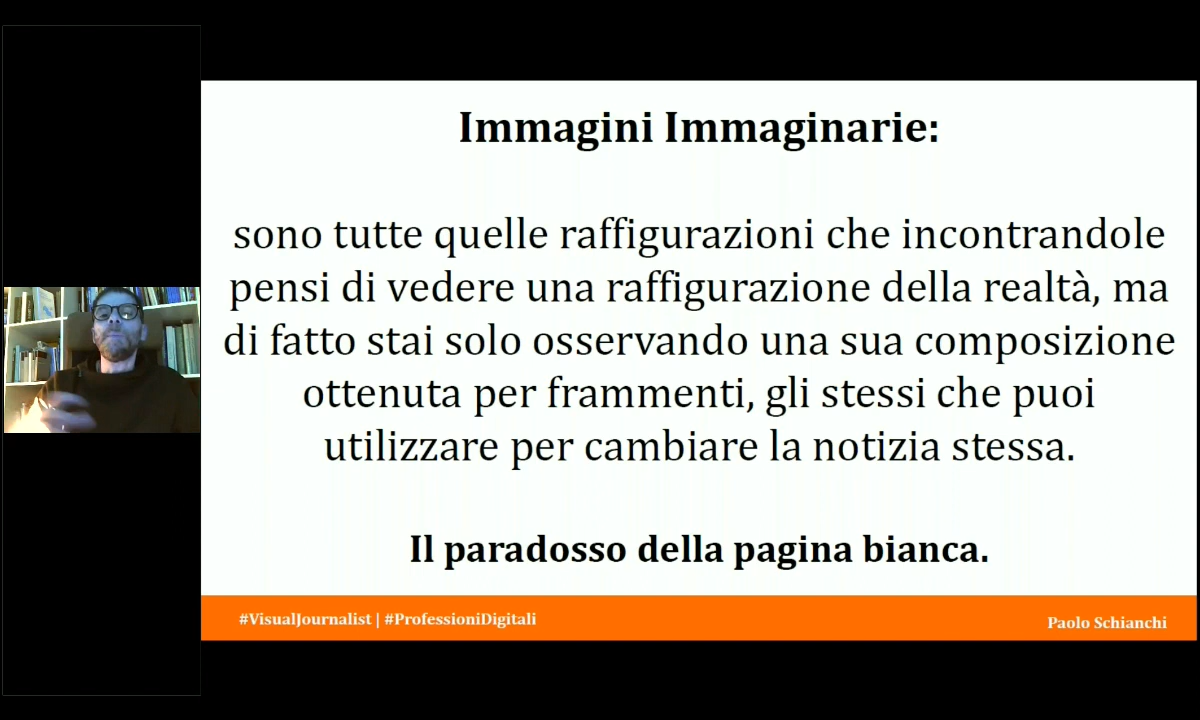 Immagini Immaginarie:
sono tutte quelle raffigurazioni che incontrandole
pensi di vedere una raffigurazione della realtà, ma
di fatto stai solo osservando una sua composizione
ottenuta per frammenti, gli stessi che puoi
utilizzare per cambiare la notizia stessa.
Il paradosso della pagina bianca.
#VisualJournalist | #ProfessioniDigitali
Paolo Schianchi